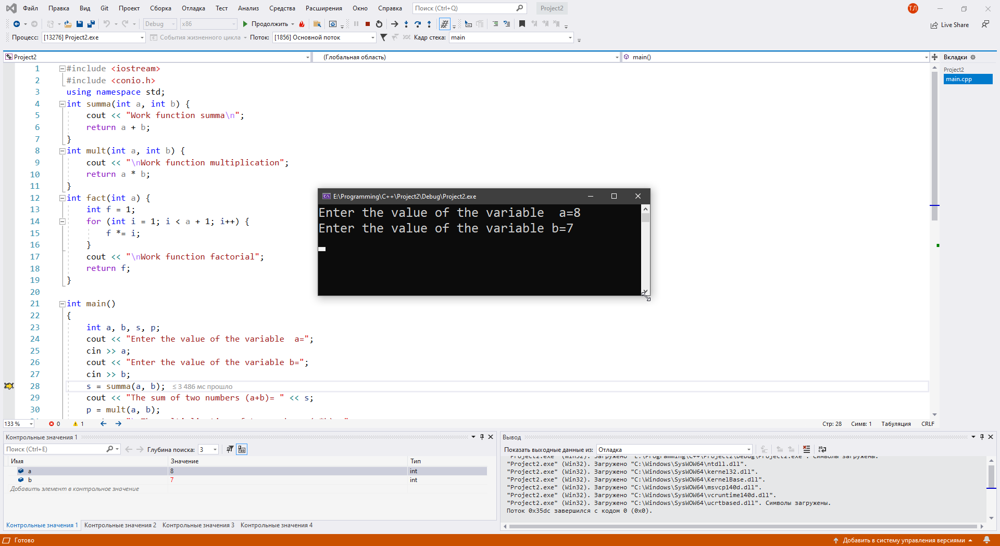 Файл Правка Вид Git Проект Сборка Отладка Тест Анализ Средства Расширения Окно Справка Поиск (Ctrl+Q) Project2 ТЛ
Debug x86 Продолжить Live Share
Процесс: [13276] Project2.exe События жизненного цикла Поток: [1856] Основной поток Кадр стека: main
Project2 (Глобальная область) main() Вкладки
Project2
main.cpp
1 #include <iostream>
2 #include <conio.h>
3 using namespace std;
4 int summa(int a, int b) {
5 cout << "Work function summa\n";
6 return a + b;
7 }
8 int mult(int a, int b) {
9 cout << "\nWork function multiplication";
10 return a * b;
11 }
12 int fact(int a) {
13 int f = 1;
14 for (int i = 1; i < a + 1; i++) {
15 f *= i;
16 }
17 cout << "\nWork function factorial";
18 return f;
19 }
20
21 int main()
22 {
23 int a, b, s, p;
24 cout << "Enter the value of the variable  a=";
25 cin >> a;
26 cout << "Enter the value of the variable b=";
27 cin >> b;
28 s = summa(a, b); ≤ 3 486 мс прошло
29 cout << "The sum of two numbers (a+b)= " << s;
30 p = mult(a, b);
E:\Programming\C++\Project2\Debug\Project2.exe
Enter the value of the variable  a=8
Enter the value of the variable b=7
133 % 0 1 Стр: 28 Симв: 1 Табуляция CRLF
Контрольные значения 1
Поиск (Ctrl+E) Глубина поиска: 3
Имя Значение Тип
a 8 int
b 7 int
Добавить элемент в контрольное значение
Контрольные значения 1 Контрольные значения 2 Контрольные значения 3 Контрольные значения 4
Вывод
Показать выходные данные из: Отладка
"Project2.exe" (Win32). Загружено "E:\Programming\C++\Project2\Debug\Project2.exe". Символы загружены.
"Project2.exe" (Win32). Загружено "C:\Windows\SysWOW64\ntdll.dll".
"Project2.exe" (Win32). Загружено "C:\Windows\SysWOW64\kernel32.dll".
"Project2.exe" (Win32). Загружено "C:\Windows\SysWOW64\KernelBase.dll".
"Project2.exe" (Win32). Загружено "C:\Windows\SysWOW64\msvcp140d.dll".
"Project2.exe" (Win32). Загружено "C:\Windows\SysWOW64\vcruntime140d.dll".
"Project2.exe" (Win32). Загружено "C:\Windows\SysWOW64\ucrtbased.dll". Символы загружены.
Поток 0x35dc завершился с кодом 0 (0x0).
Готово Добавить в систему управления версиями